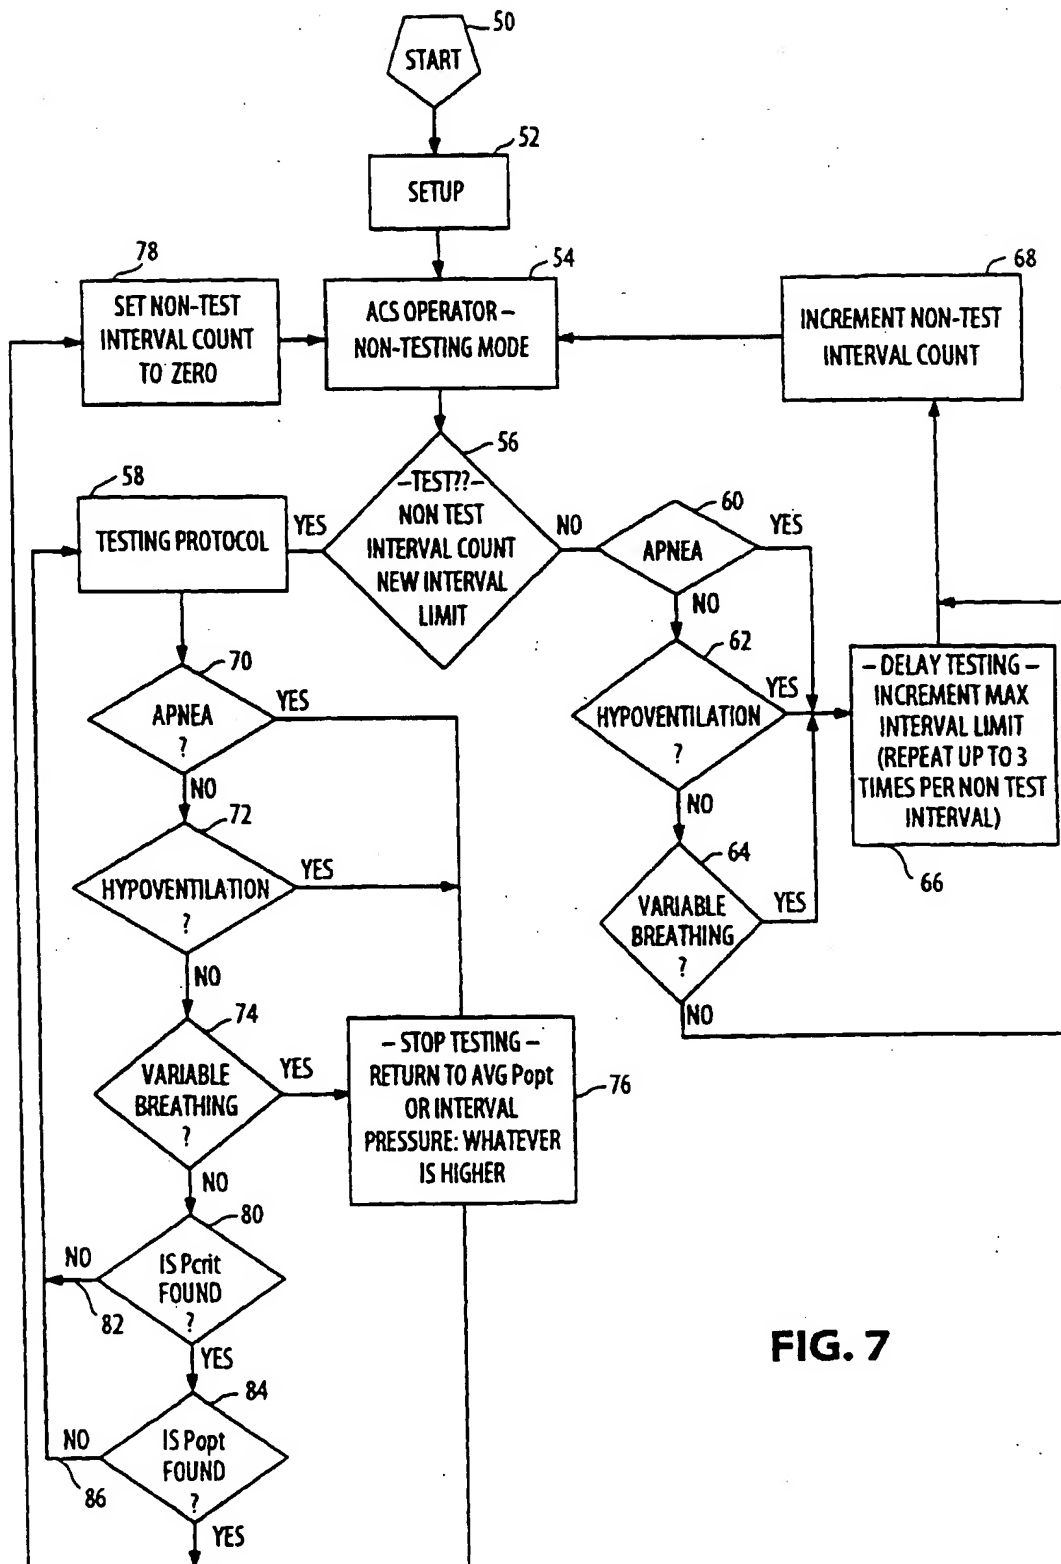 50
START
52
SETUP
78
SET NON-TEST
INTERVAL COUNT
TO ZERO
54
ACS OPERATOR –
NON-TESTING MODE
68
INCREMENT NON-TEST
INTERVAL COUNT
56
–TEST??–
NON TEST
INTERVAL COUNT
NEW INTERVAL
LIMIT
58
TESTING PROTOCOL
YES
NO
60
APNEA
YES
NO
62
HYPOVENTILATION
?
YES
NO
64
VARIABLE
BREATHING
?
YES
NO
– DELAY TESTING –
INCREMENT MAX
INTERVAL LIMIT
(REPEAT UP TO 3
TIMES PER NON TEST
INTERVAL)
66
70
APNEA
?
YES
NO
72
HYPOVENTILATION
?
YES
NO
74
VARIABLE
BREATHING
?
YES
NO
– STOP TESTING –
RETURN TO AVG Popt
OR INTERVAL
PRESSURE: WHATEVER
IS HIGHER
76
80
IS Pcrit
FOUND
?
NO
82
YES
84
IS Popt
FOUND
?
NO
86
YES
FIG. 7